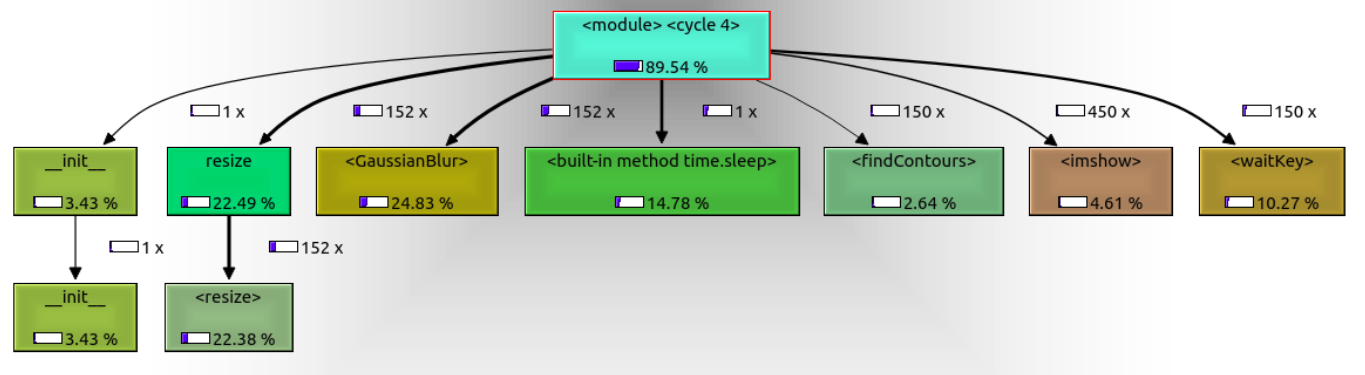 <module> <cycle 4>
89.54 %
1 x
152 x
152 x
1 x
150 x
450 x
150 x
__init__
3.43 %
resize
22.49 %
<GaussianBlur>
24.83 %
<built-in method time.sleep>
14.78 %
<findContours>
2.64 %
<imshow>
4.61 %
<waitKey>
10.27 %
1 x
152 x
__init__
3.43 %
<resize>
22.38 %